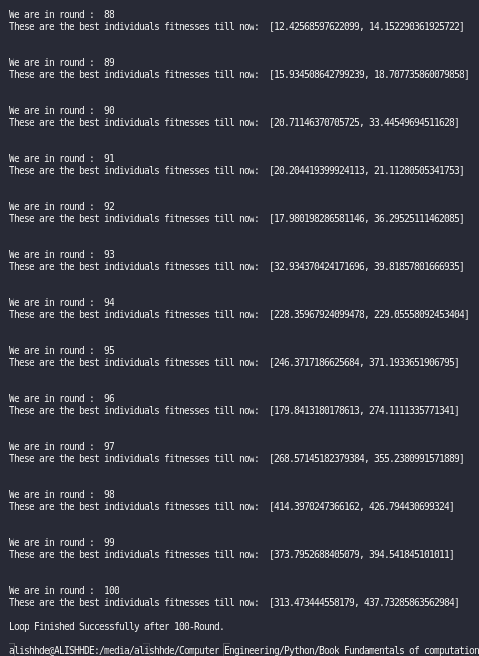 We are in round :  88
These are the best individuals fitnesses till now:  [12.42568597622099, 14.152290361925722]
We are in round :  89
These are the best individuals fitnesses till now:  [15.934508642799239, 18.707735860079858]
We are in round :  90
These are the best individuals fitnesses till now:  [20.71146370705725, 33.44549694511628]
We are in round :  91
These are the best individuals fitnesses till now:  [20.204419399924113, 21.11280505341753]
We are in round :  92
These are the best individuals fitnesses till now:  [17.980198286581146, 36.29525111462085]
We are in round :  93
These are the best individuals fitnesses till now:  [32.934370424171696, 39.81857801666935]
We are in round :  94
These are the best individuals fitnesses till now:  [228.35967924099478, 229.05558092453404]
We are in round :  95
These are the best individuals fitnesses till now:  [246.3717186625684, 371.1933651906795]
We are in round :  96
These are the best individuals fitnesses till now:  [179.8413180178613, 274.1111335771341]
We are in round :  97
These are the best individuals fitnesses till now:  [268.57145182379384, 355.2380991571889]
We are in round :  98
These are the best individuals fitnesses till now:  [414.3970247366162, 426.794430699324]
We are in round :  99
These are the best individuals fitnesses till now:  [373.7952688405079, 394.541845101011]
We are in round :  100
These are the best individuals fitnesses till now:  [313.473444558179, 437.73285863562984]
Loop Finished Successfully after 100-Round.
alishhde@ALISHHDE:/media/alishhde/Computer Engineering/Python/Book Fundamentals of computation